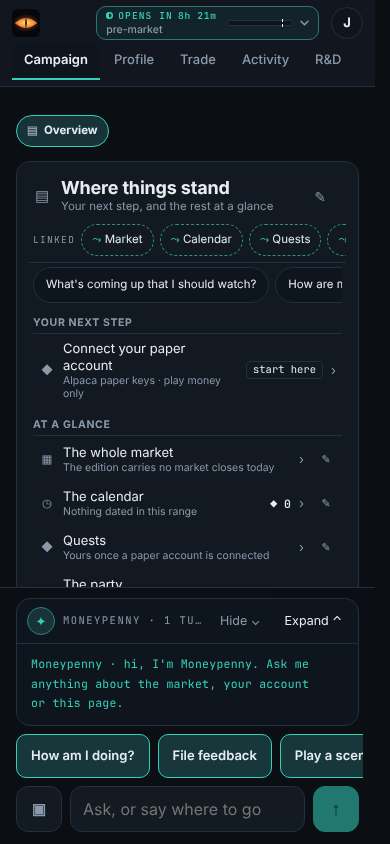 OPENS IN 8h 21m
pre-market
J
Campaign Profile Trade Activity R&D
Overview
Where things stand
Your next step, and the rest at a glance
LINKED Market Calendar Quests
What's coming up that I should watch? How are
YOUR NEXT STEP
Connect your paper
account
Alpaca paper keys · play money
only
start here
AT A GLANCE
The whole market
The edition carries no market closes today
The calendar
Nothing dated in this range
0
Quests
Yours once a paper account is connected
The party
MONEYPENNY · 1 TU… Hide Expand
Moneypenny · hi, I'm Moneypenny. Ask me
anything about the market, your account
or this page.
How am I doing? File feedback Play a scen
Ask, or say where to go